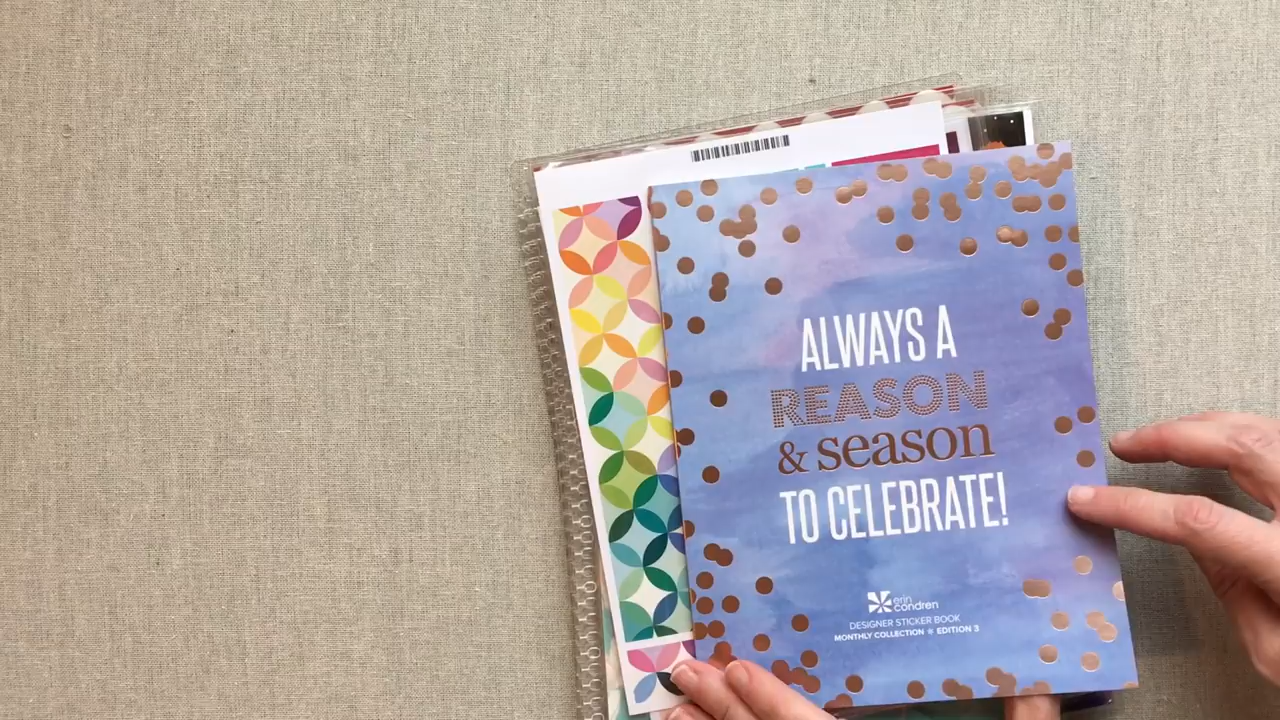 ALWAYS A
REASON
& season
TO CELEBRATE!
erin
condren
DESIGNER STICKER BOOK
MONTHLY COLLECTION EDITION 3